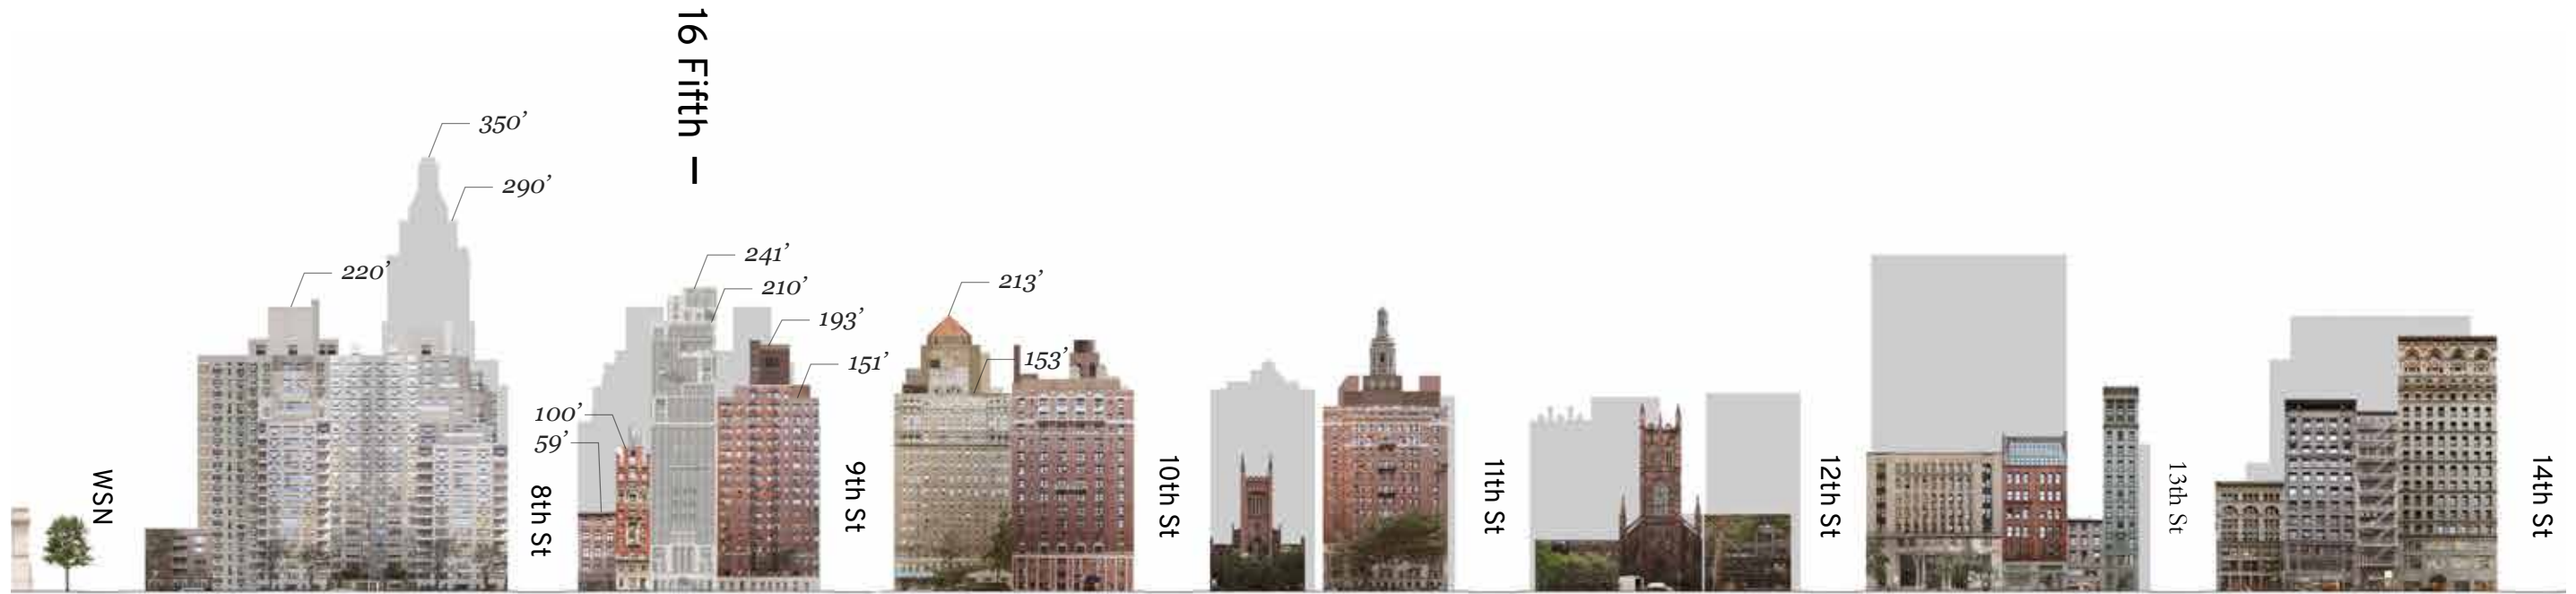 16 Fifth —
350’
290’
220’
241’
210’
193’
151’
100’
59’
213’
153’
WSN
8th St
9th St
10th St
11th St
12th St
13th St
14th St